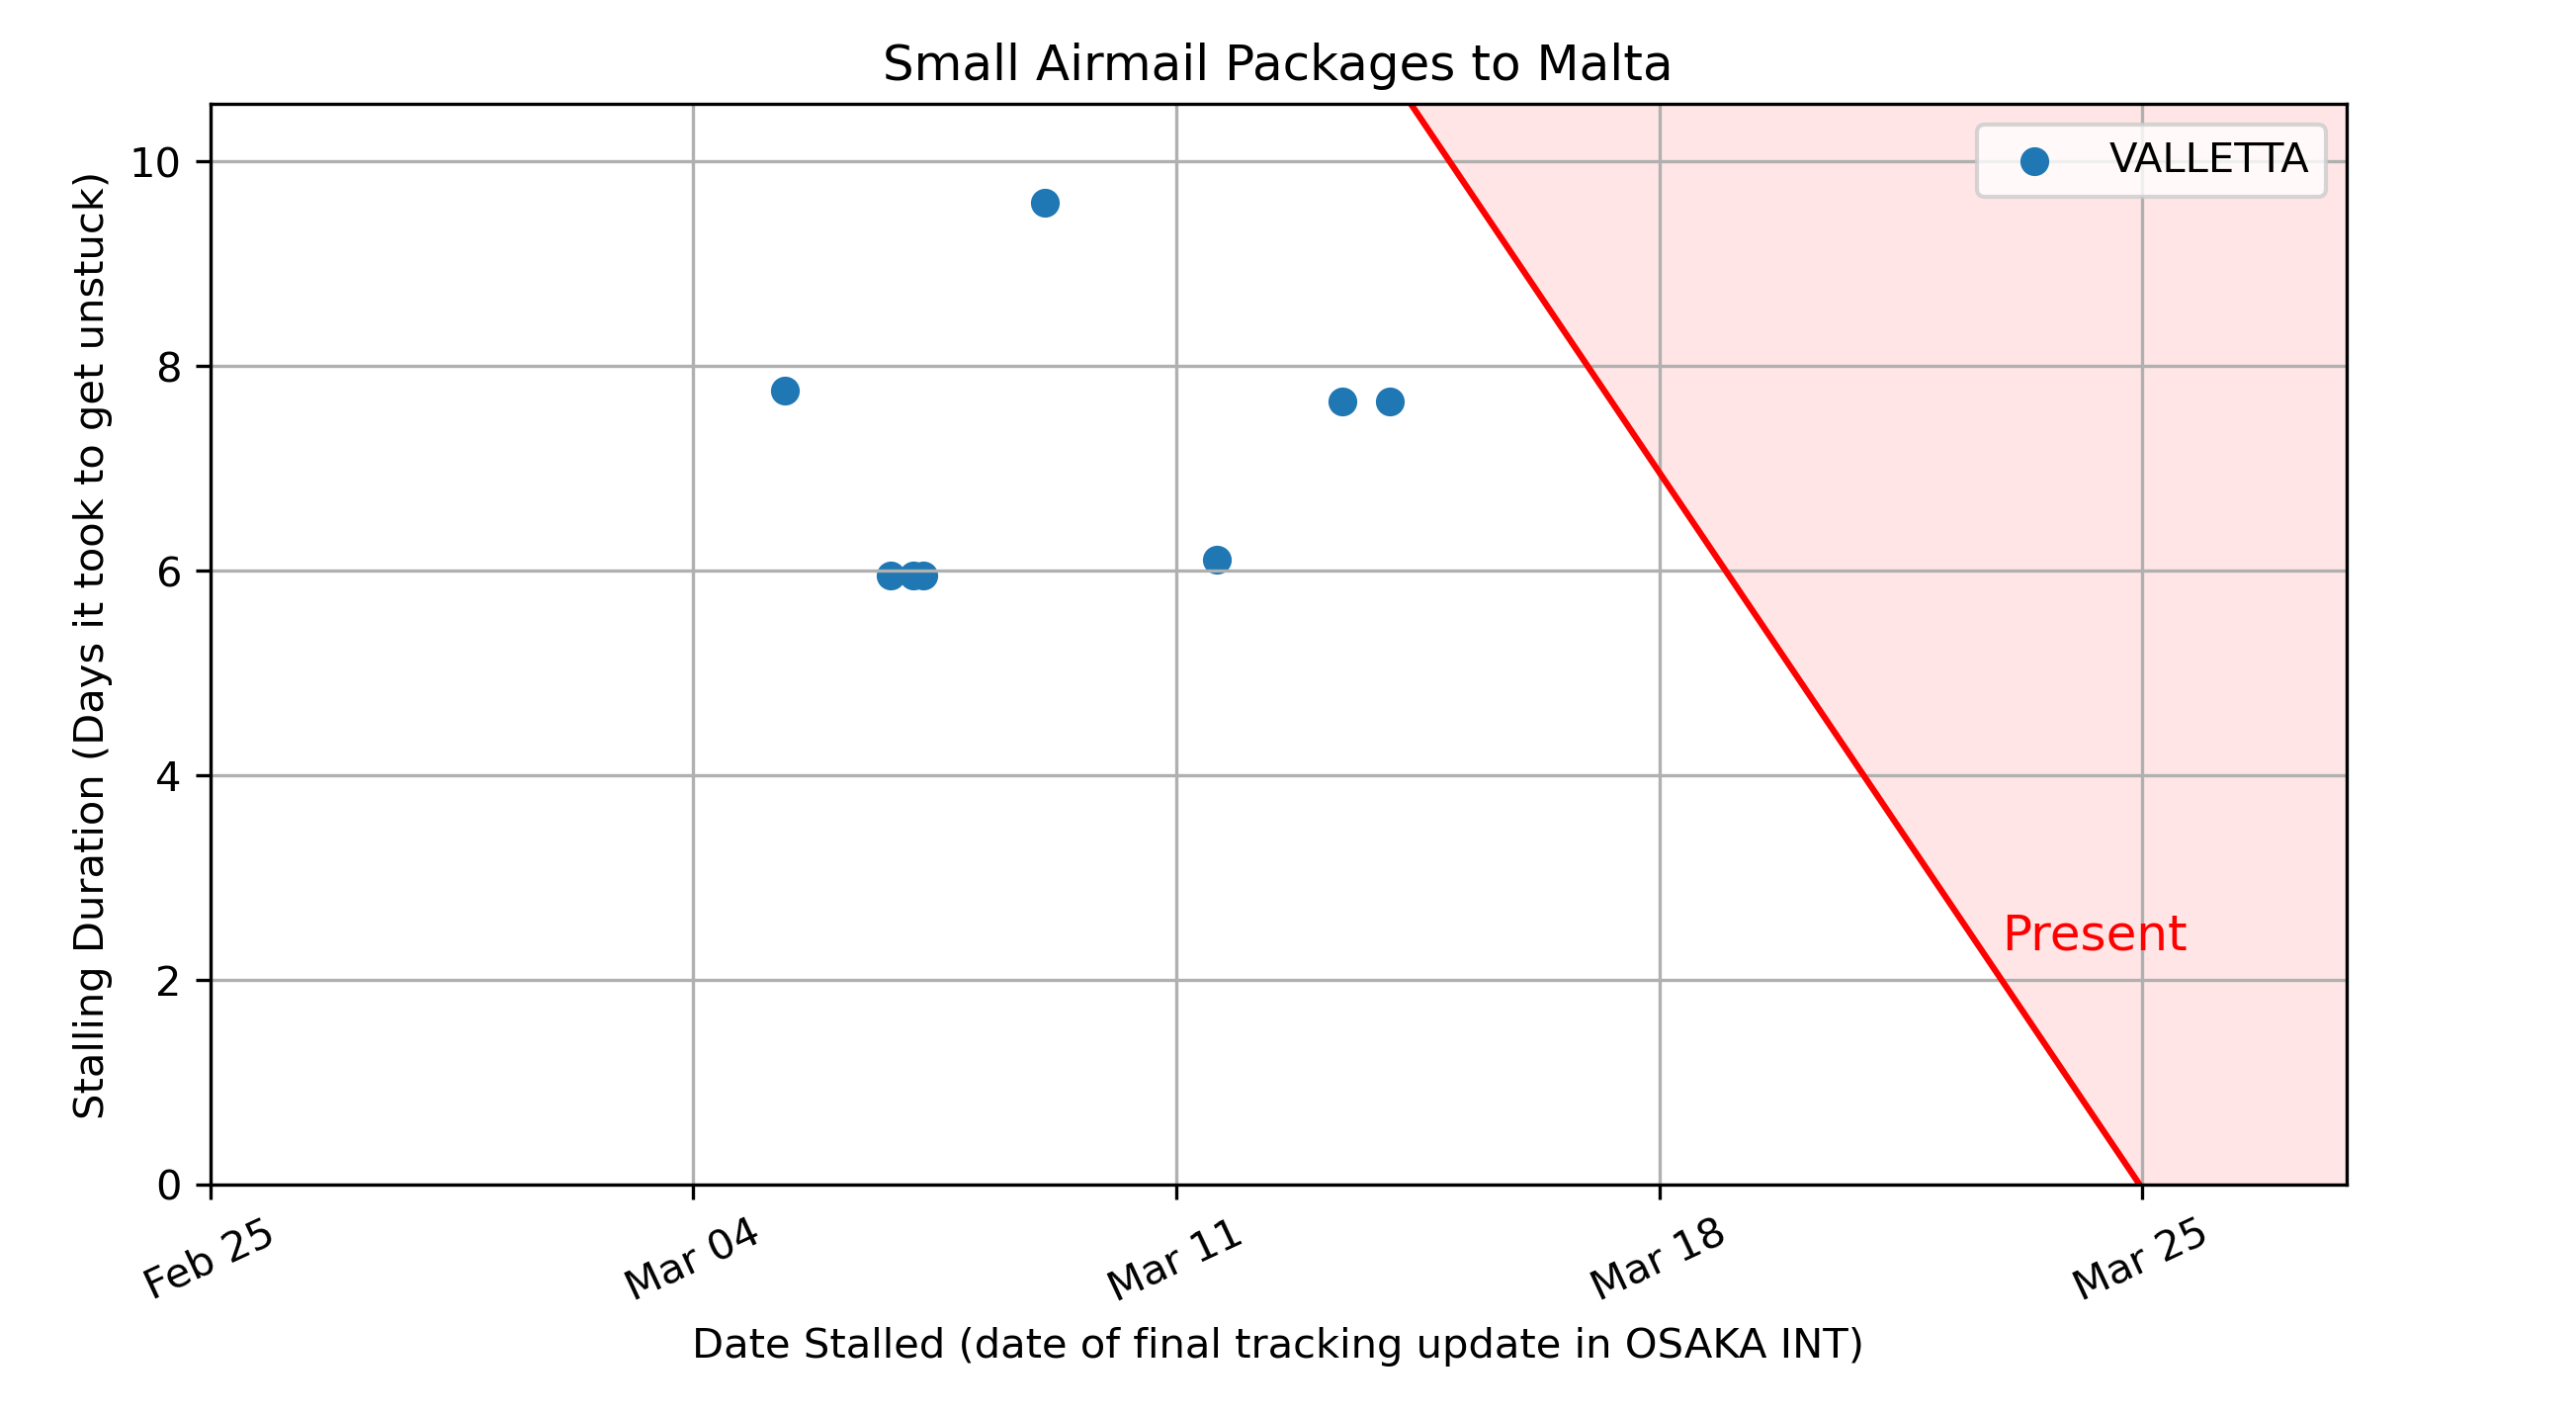 Small Airmail Packages to Malta
VALLETTA
Stalling Duration (Days it took to get unstuck)
10
8
6
4
2
0
Present
Feb 25
Mar 04
Mar 11
Mar 18
Mar 25
Date Stalled (date of final tracking update in OSAKA INT)